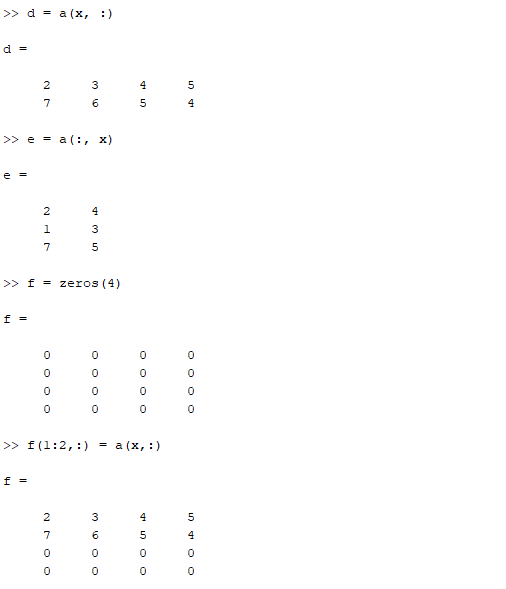 >> d = a(x, :)
d =
2 3 4 5
7 6 5 4
>> e = a(:, x)
e =
2 4
1 3
7 5
>> f = zeros(4)
f =
0 0 0 0
0 0 0 0
0 0 0 0
0 0 0 0
>> f(1:2,:) = a(x,:)
f =
2 3 4 5
7 6 5 4
0 0 0 0
0 0 0 0